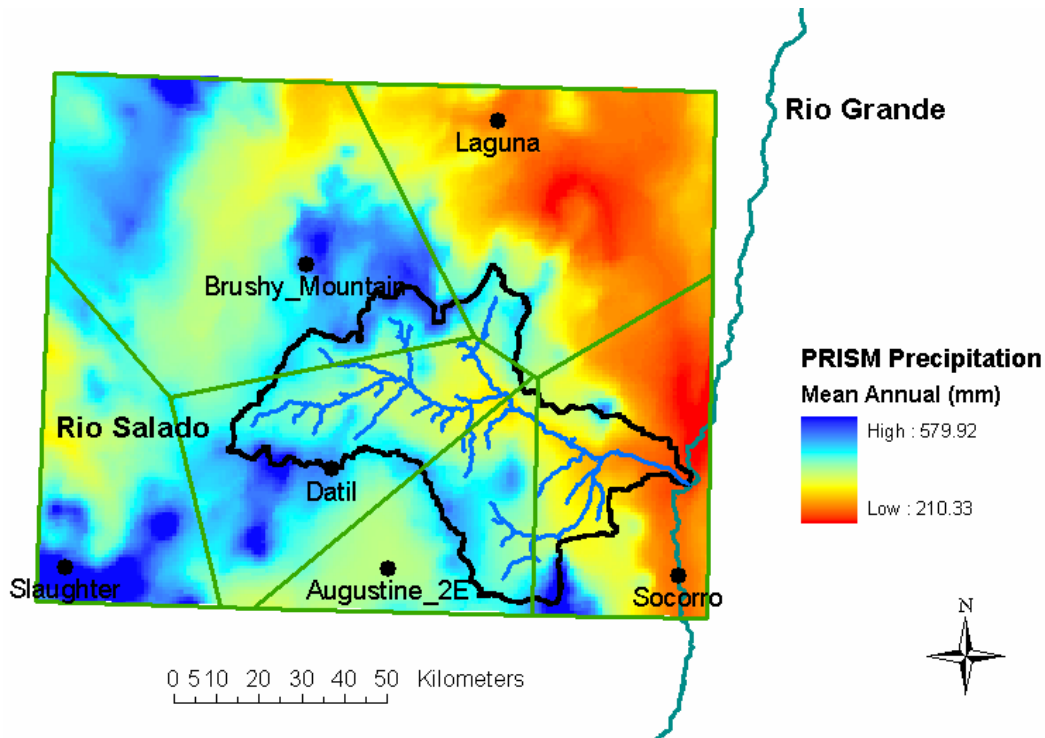 Rio Grande
Laguna
Brushy_Mountain
PRISM Precipitation
Mean Annual (mm)
High : 579.92
Low : 210.33
Rio Salado
Datil
Slaughter
Augustine_2E
Socorro
N
0 5 10 20 30 40 50 Kilometers